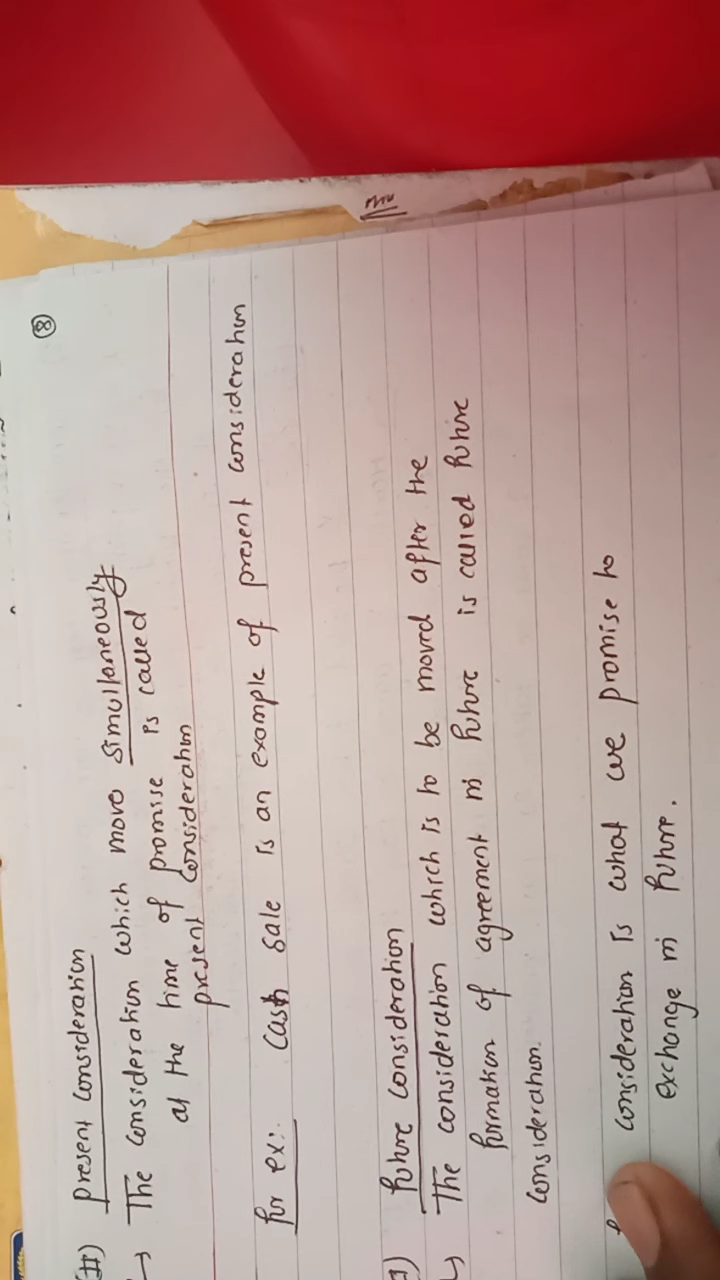 8
(II) present consideration
↳ The consideration which move simultaneously
at the time of promise is called
present consideration
for ex:. Cash sale is an example of present consideration
future consideration
↳ The consideration which is to be moved after the
formation of agreement in future is called future
consideration.
consideration is what we promise to
exchange in future.